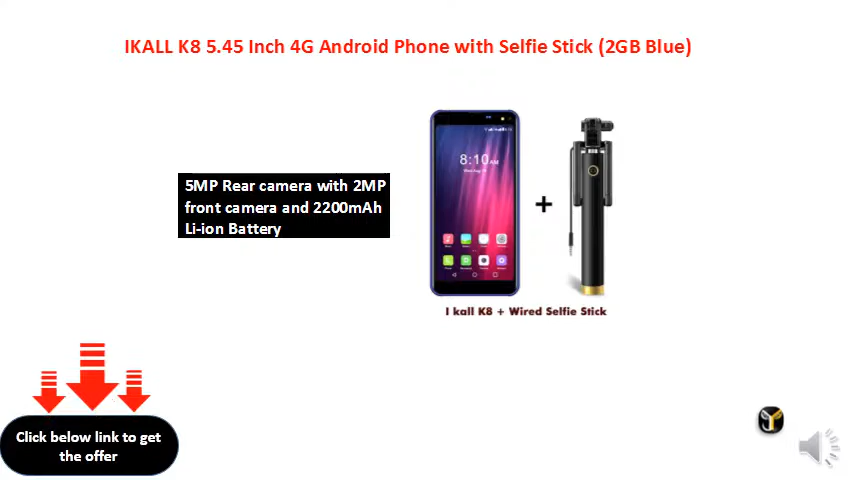 IKALL K8 5.45 Inch 4G Android Phone with Selfie Stick (2GB Blue)
5MP Rear camera with 2MP
front camera and 2200mAh
Li-ion Battery
8:10 AM
+
I kall K8 + Wired Selfie Stick
Click below link to get
the offer